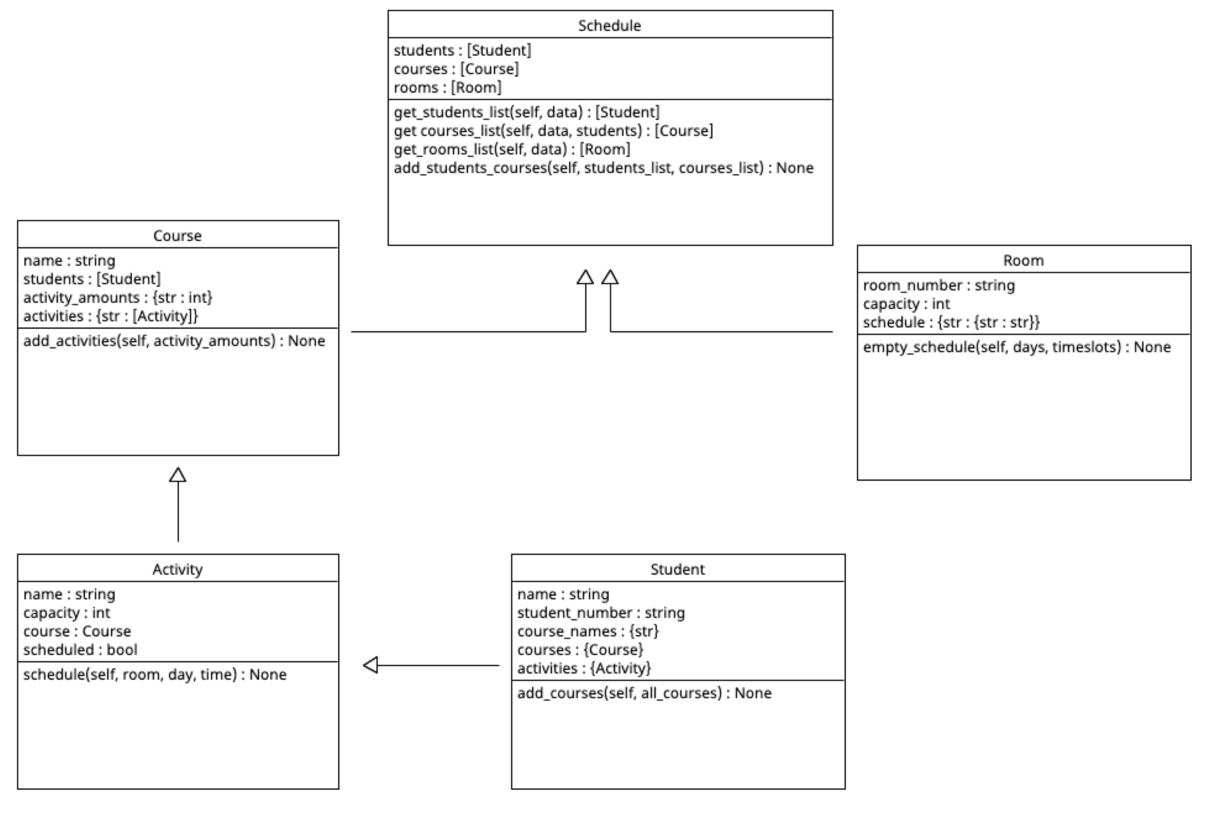 Schedule
students : [Student]
courses : [Course]
rooms : [Room]
get_students_list(self, data) : [Student]
get courses_list(self, data, students) : [Course]
get_rooms_list(self, data) : [Room]
add_students_courses(self, students_list, courses_list) : None
Course
name : string
students : [Student]
activity_amounts : {str : int}
activities : {str : [Activity]}
add_activities(self, activity_amounts) : None
Room
room_number : string
capacity : int
schedule : {str : {str : str}}
empty_schedule(self, days, timeslots) : None
Activity
name : string
capacity : int
course : Course
scheduled : bool
schedule(self, room, day, time) : None
Student
name : string
student_number : string
course_names : {str}
courses : {Course}
activities : {Activity}
add_courses(self, all_courses) : None